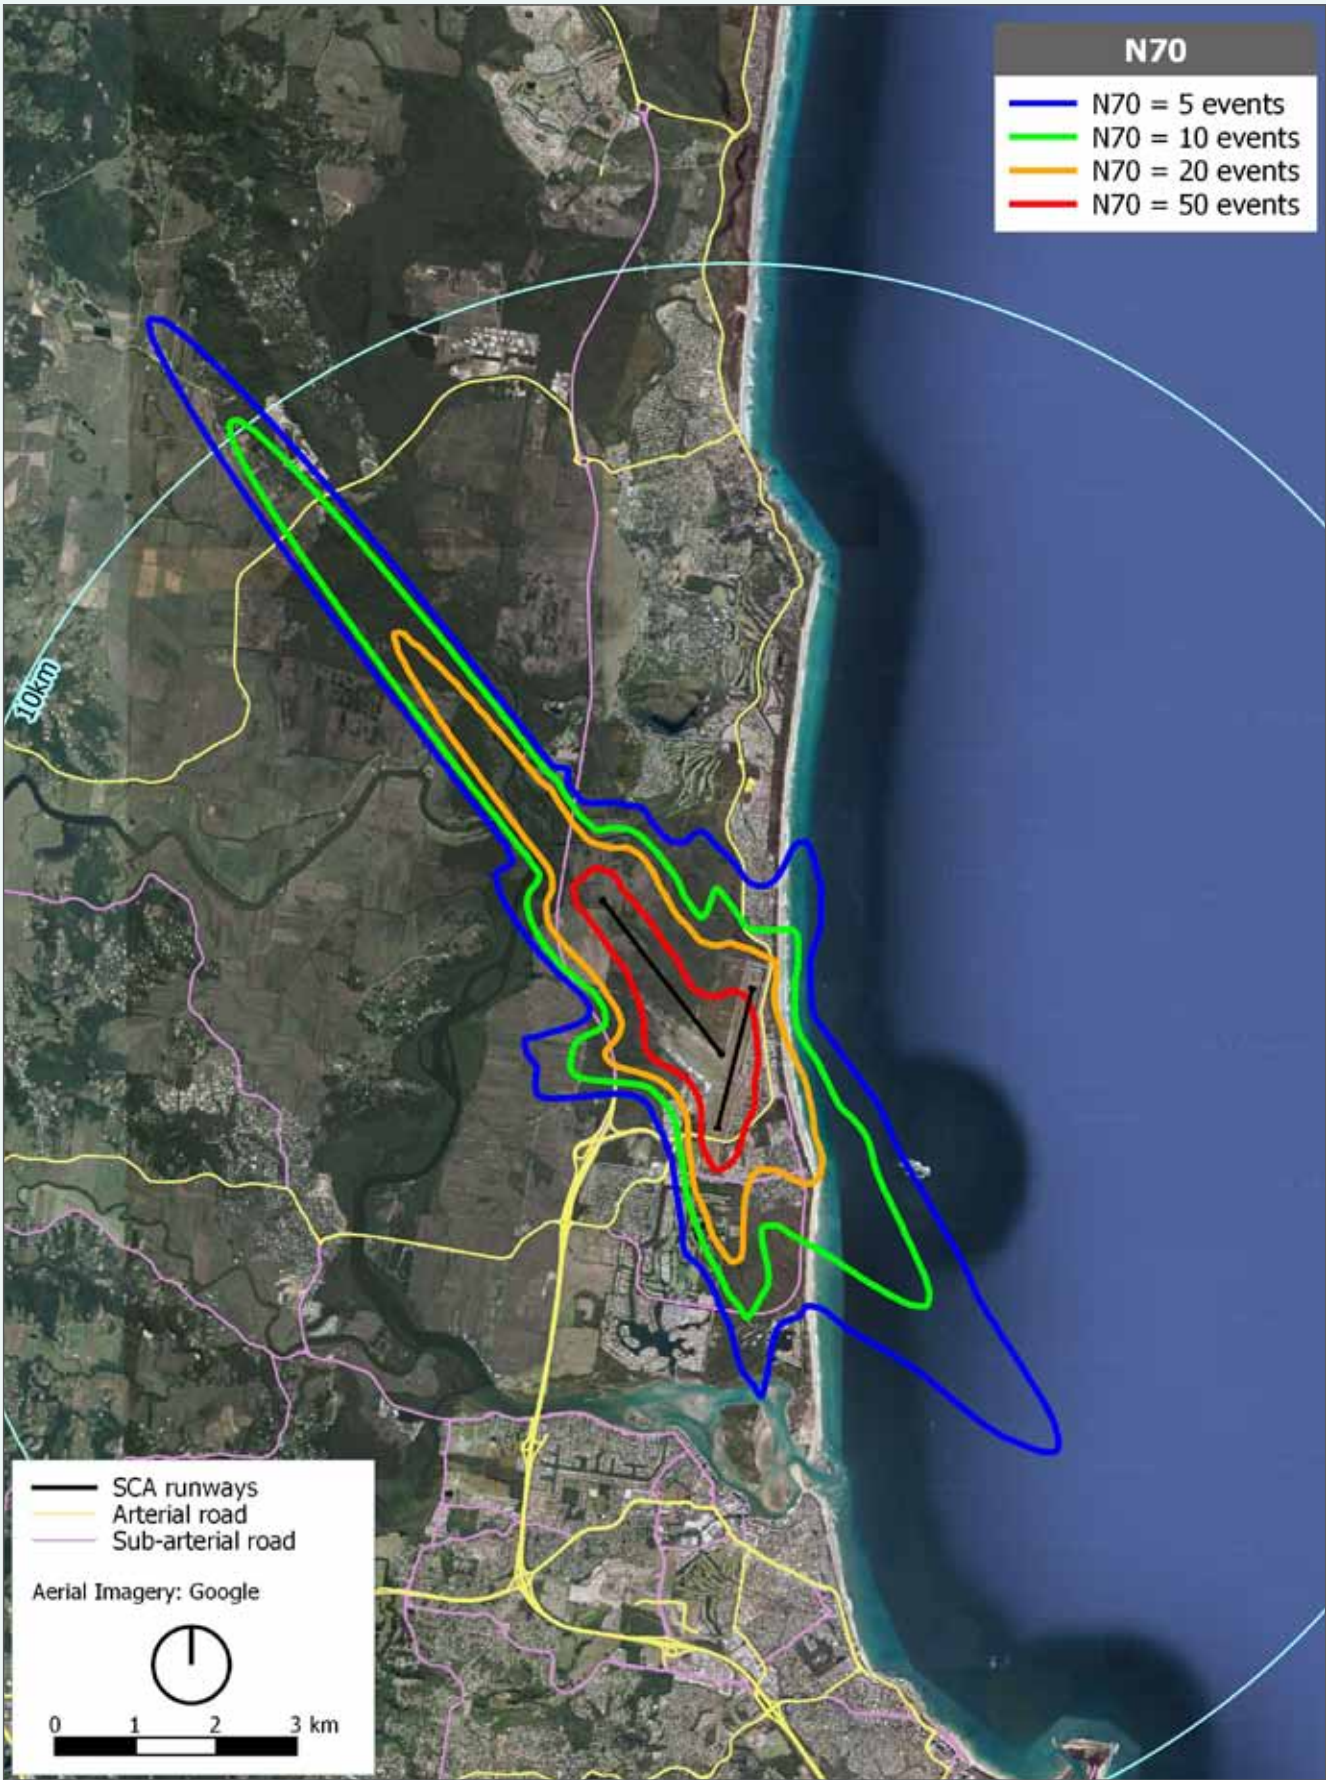 N70
N70 = 5 events
N70 = 10 events
N70 = 20 events
N70 = 50 events
10km
SCA runways
Arterial road
Sub-arterial road
Aerial Imagery: Google
0 1 2 3 km